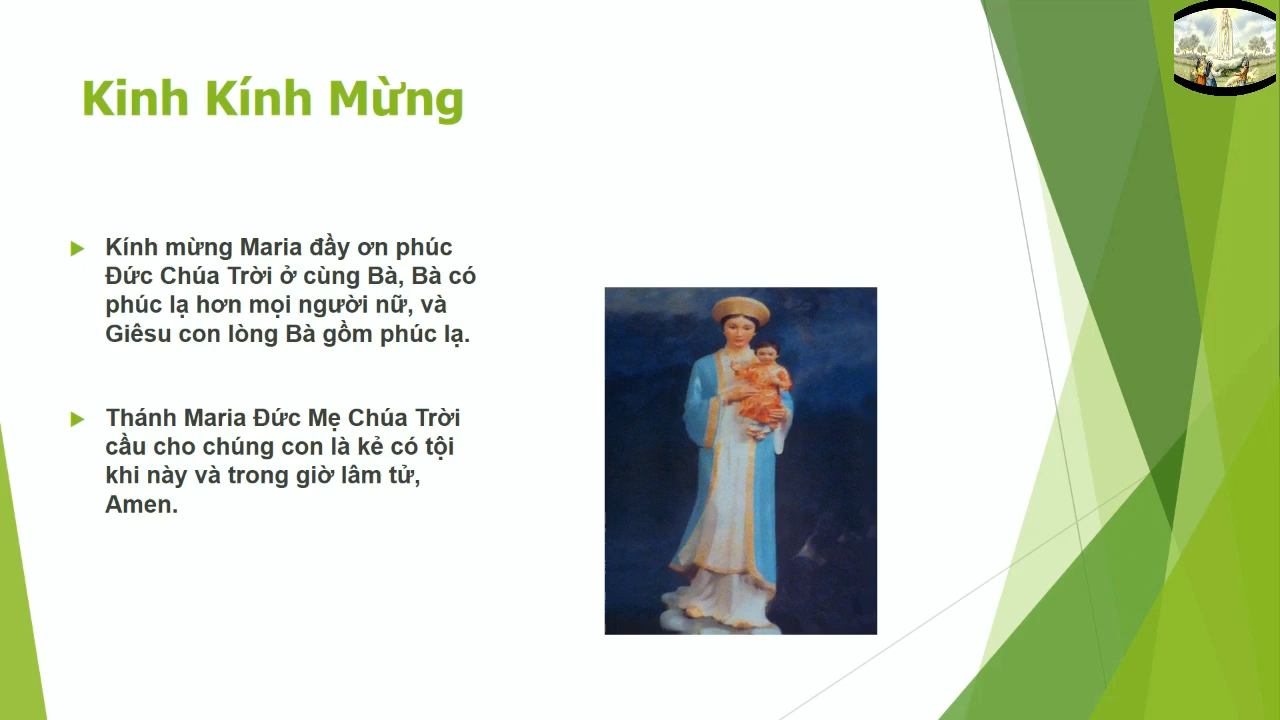 Kinh Kính Mừng
Kính mừng Maria đầy ơn phúc
Đức Chúa Trời ở cùng Bà, Bà có
phúc lạ hơn mọi người nữ, và
Giêsu con lòng Bà gồm phúc lạ.
Thánh Maria Đức Mẹ Chúa Trời
cầu cho chúng con là kẻ có tội
khi này và trong giờ lâm tử,
Amen.